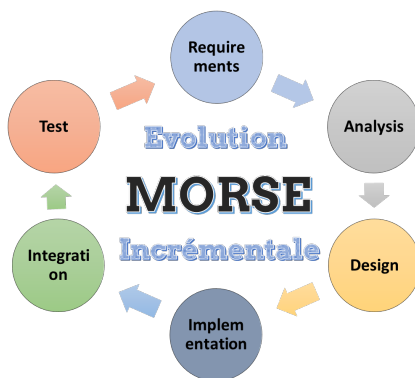 Require
ments
Analysis
Design
Implem
entation
Integrati
on
Test
Evolution
MORSE
Incrémentale